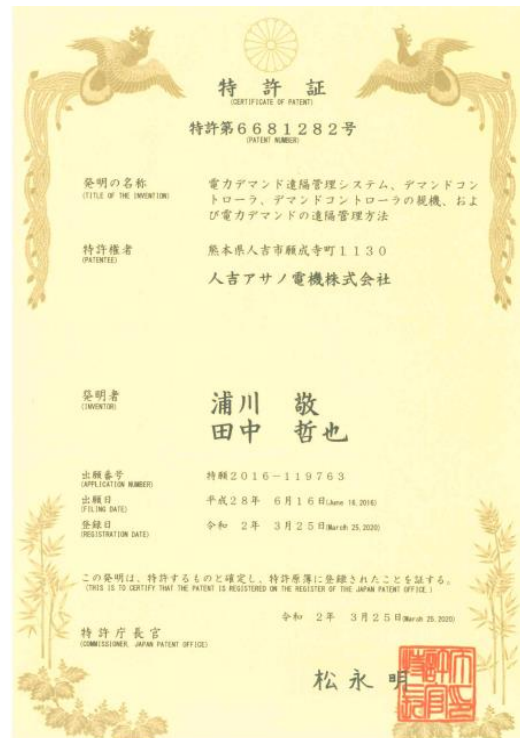 特許証
(CERTIFICATE OF PATENT)
特許第6681282号
(PATENT NUMBER)
発明の名称
(TITLE OF THE INVENTION)
電力デマンド遠隔管理システム、デマンドコン
トローラ、デマンドコントローラの親機、およ
び電力デマンドの遠隔管理方法
特許権者
(PATENTEE)
熊本県人吉市願成寺町1130
人吉アサノ電機株式会社
発明者
(INVENTOR)
浦川 敬
田中 哲也
出願番号
(APPLICATION NUMBER)
特願2016-119763
出願日
(FILING DATE)
平成28年 6月16日(June 16,2016)
登録日
(REGISTRATION DATE)
令和 2年 3月25日(March 25,2020)
この発明は、特許するものと確定し、特許原簿に登録されたことを証する。
(THIS IS TO CERTIFY THAT THE PATENT IS REGISTERED ON THE REGISTER OF THE JAPAN PATENT OFFICE.)
令和 2年 3月25日(March 25,2020)
特許庁長官
(COMMISSIONER, JAPAN PATENT OFFICE)
松永明